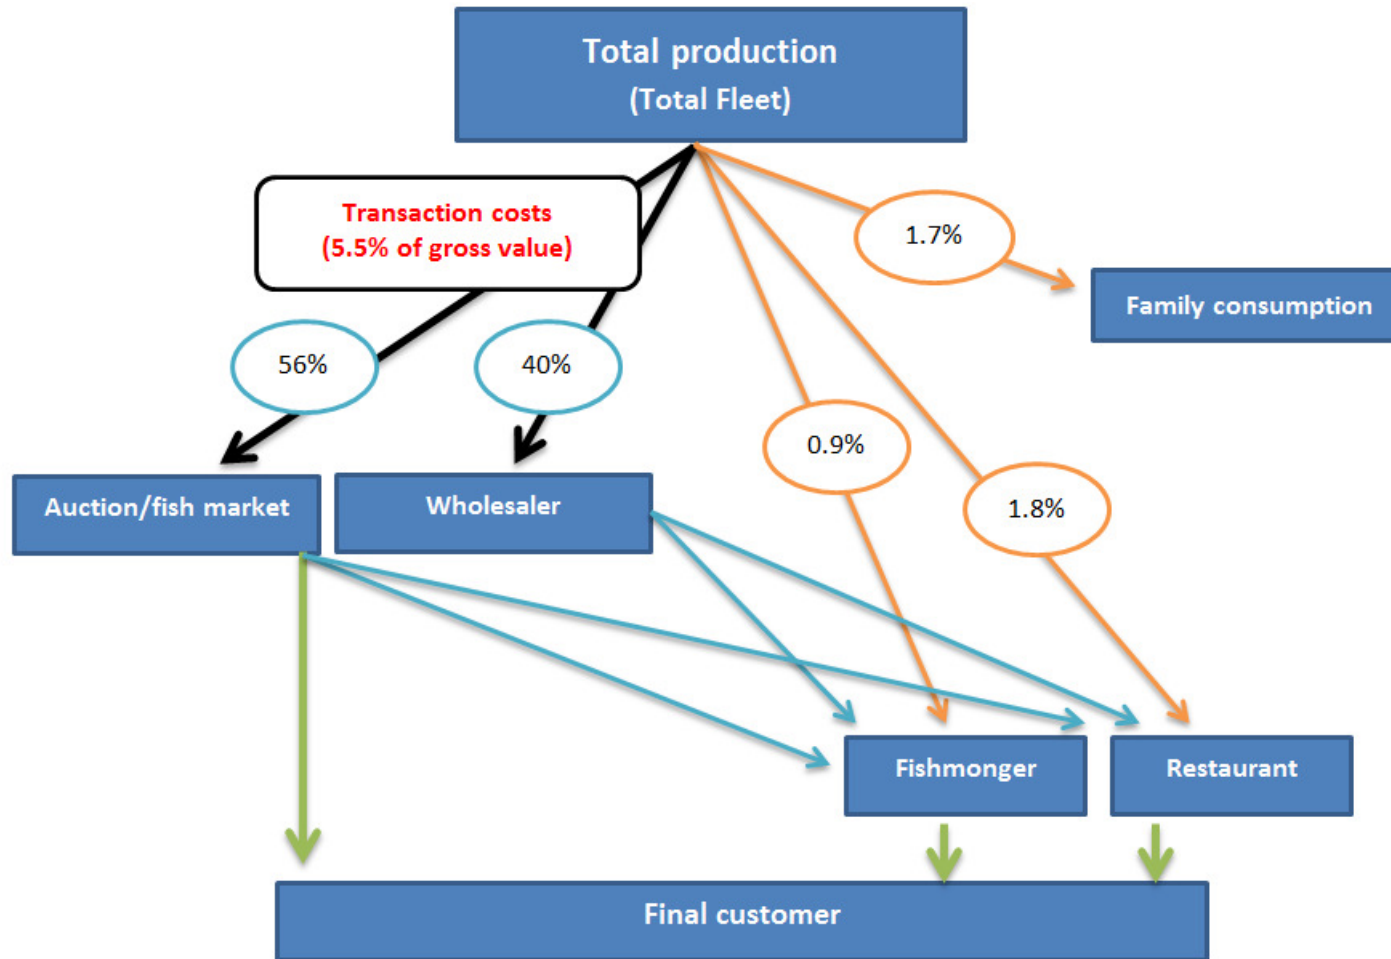 Total production
(Total Fleet)
Transaction costs
(5.5% of gross value)
1.7%
Family consumption
56%
40%
0.9%
1.8%
Auction/fish market
Wholesaler
Fishmonger
Restaurant
Final customer